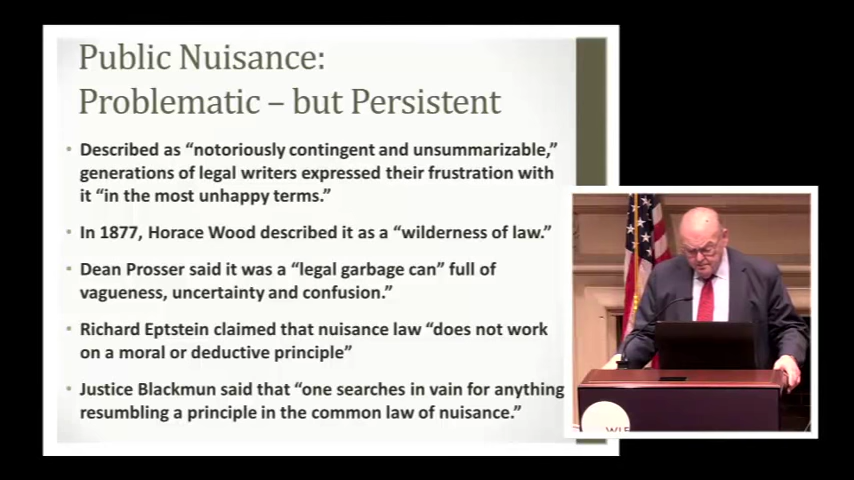 Public Nuisance:
Problematic – but Persistent
Described as “notoriously contingent and unsummarizable,”
generations of legal writers expressed their frustration with
it “in the most unhappy terms.”
In 1877, Horace Wood described it as a “wilderness of law.”
Dean Prosser said it was a “legal garbage can” full of
vagueness, uncertainty and confusion.”
Richard Eptstein claimed that nuisance law “does not work
on a moral or deductive principle”
Justice Blackmun said that “one searches in vain for anything
resumbling a principle in the common law of nuisance.”